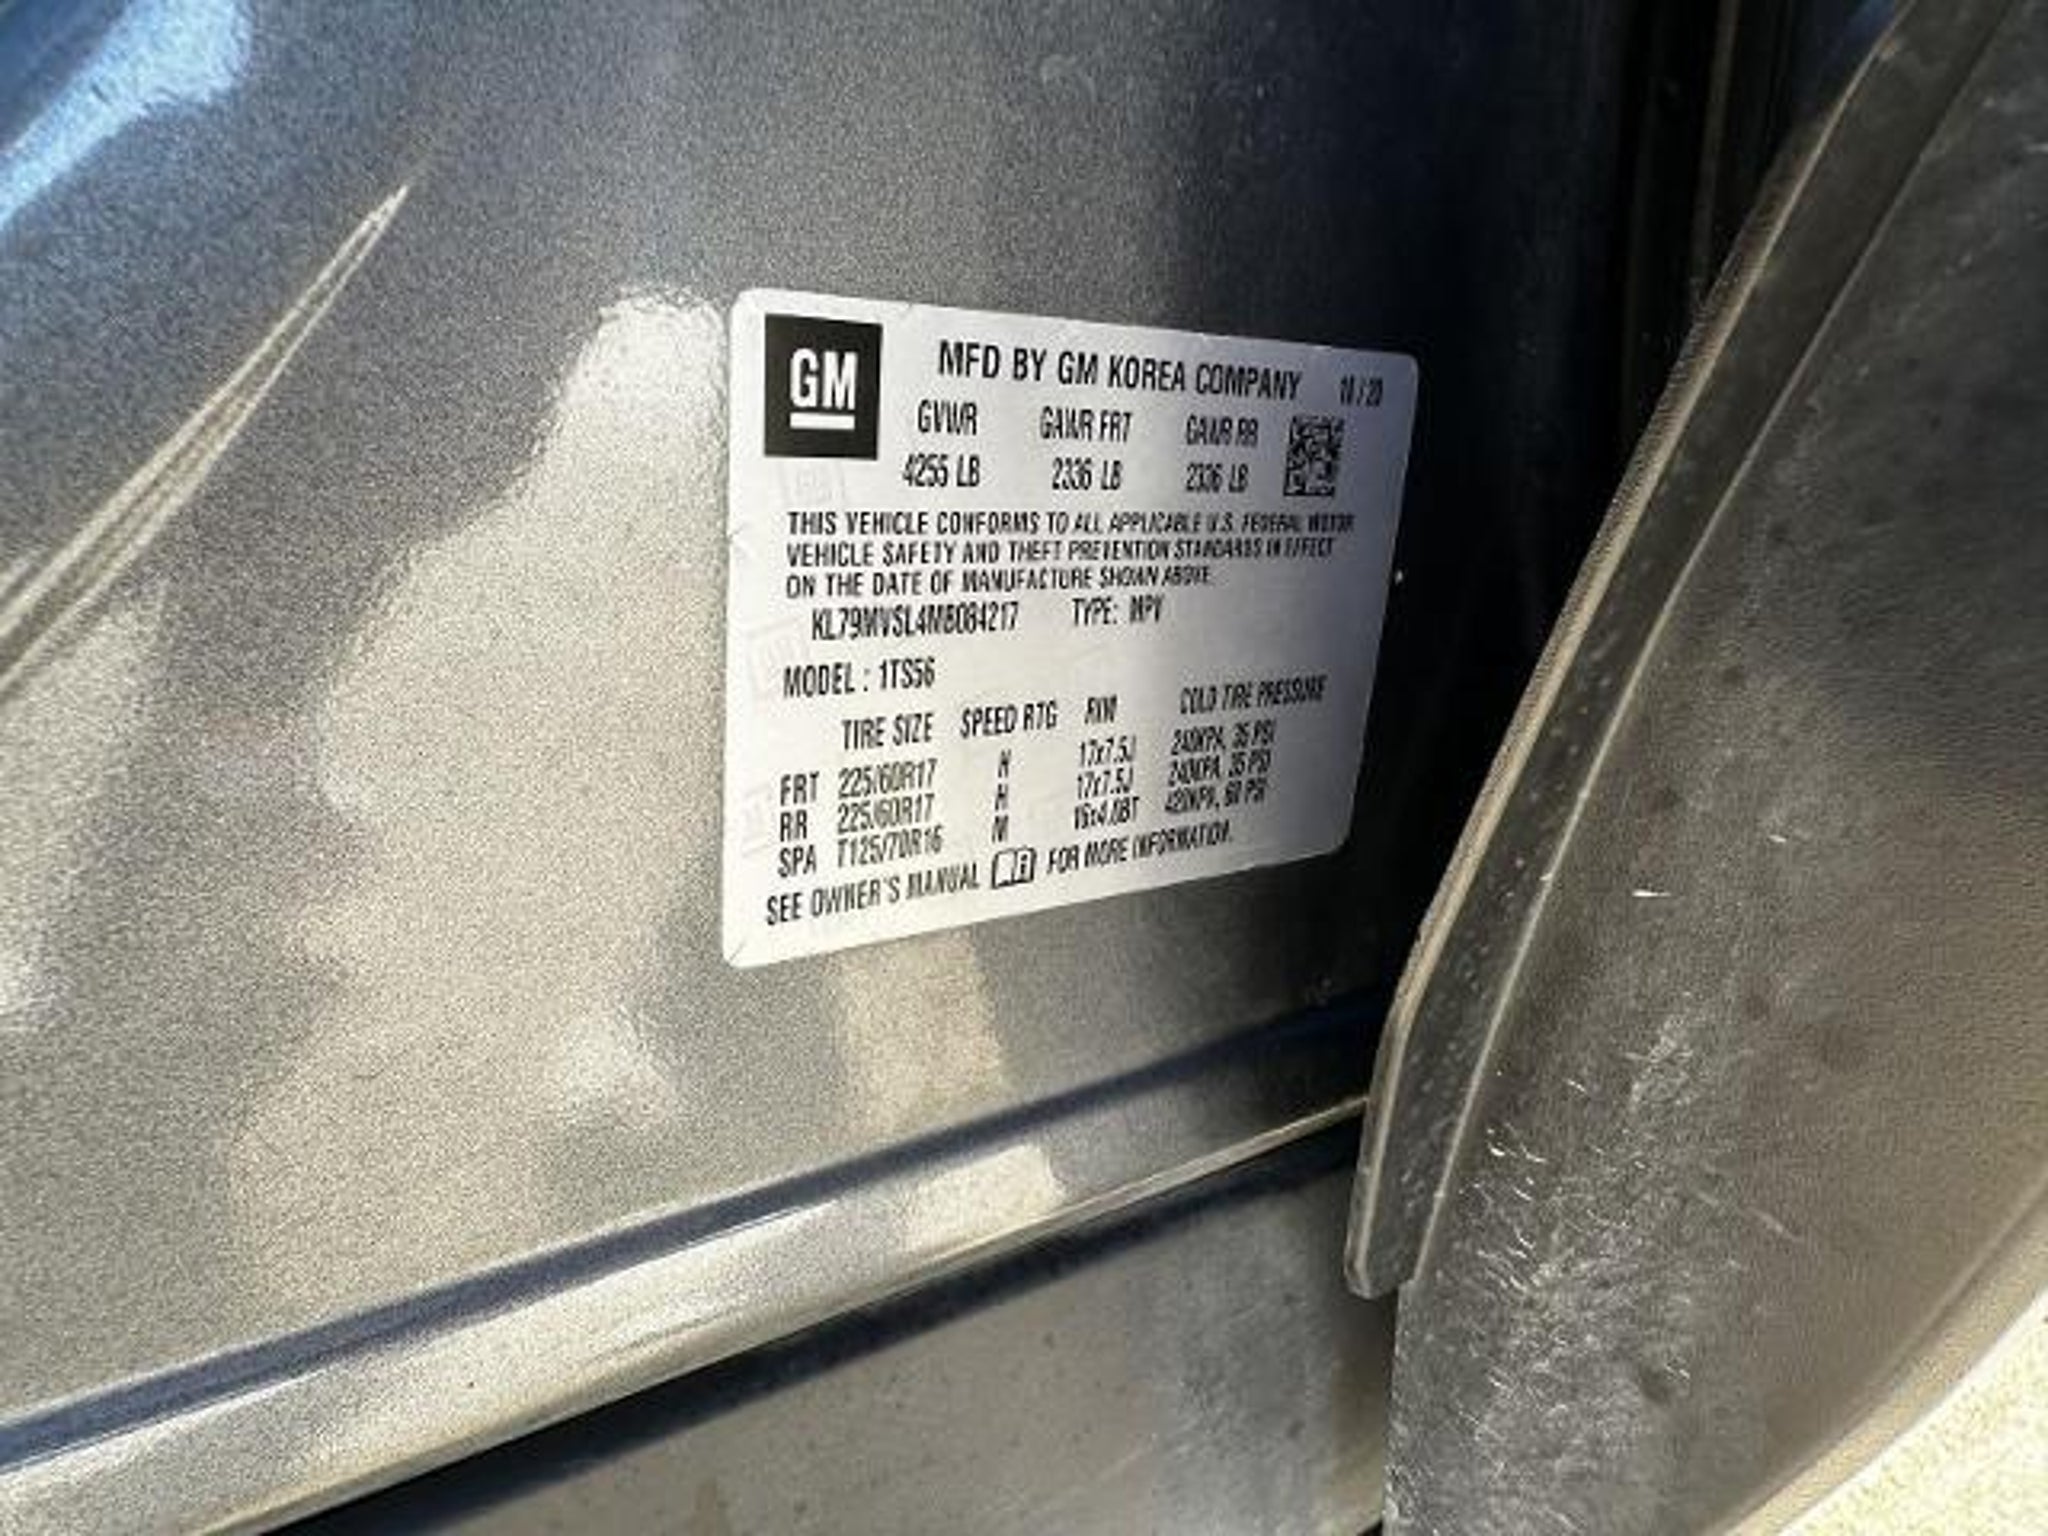 GM
MFD BY GM KOREA COMPANY 10/20
GVWR GAWR FRT GAWR RR
4255 LB 2336 LB 2336 LB
THIS VEHICLE CONFORMS TO ALL APPLICABLE U.S. FEDERAL MOTOR
VEHICLE SAFETY AND THEFT PREVENTION STANDARDS IN EFFECT
ON THE DATE OF MANUFACTURE SHOWN ABOVE.
KL79MVSL4MB084217 TYPE: MPV
MODEL : 1TS56
TIRE SIZE SPEED RTG RIM COLD TIRE PRESSURE
FRT 225/60R17 H 17x7.5J 240KPA, 35 PSI
RR 225/60R17 H 17x7.5J 240KPA, 35 PSI
SPA T125/70R16 M 16x4.0BT 420KPA, 60 PSI
SEE OWNER'S MANUAL FOR MORE INFORMATION.